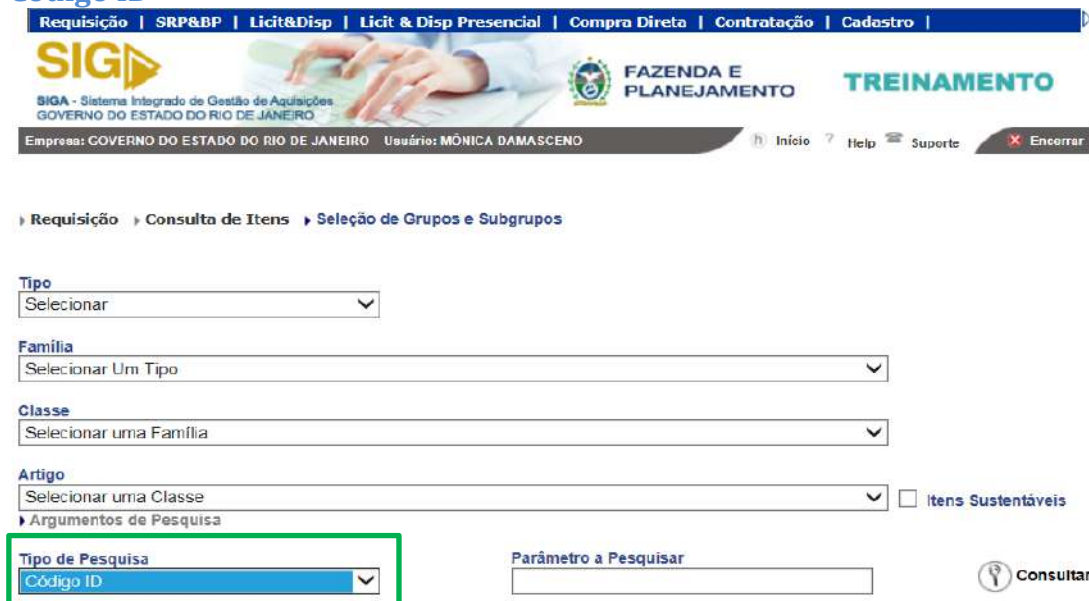 Código ID
Requisição | SRP&BP | Licit&Disp | Licit & Disp Presencial | Compra Direta | Contratação | Cadastro |
SIGA
SIGA - Sistema Integrado de Gestão de Aquisições
GOVERNO DO ESTADO DO RIO DE JANEIRO
FAZENDA E
PLANEJAMENTO
TREINAMENTO
Empresa: GOVERNO DO ESTADO DO RIO DE JANEIRO Usuário: MÔNICA DAMASCENO
h Início ? Help Suporte X Encerrar
Requisição Consulta de Itens Seleção de Grupos e Subgrupos
Tipo
Selecionar
Família
Selecionar Um Tipo
Classe
Selecionar uma Família
Artigo
Selecionar uma Classe Itens Sustentáveis
Argumentos de Pesquisa
Tipo de Pesquisa Parâmetro a Pesquisar
Código ID Consultar